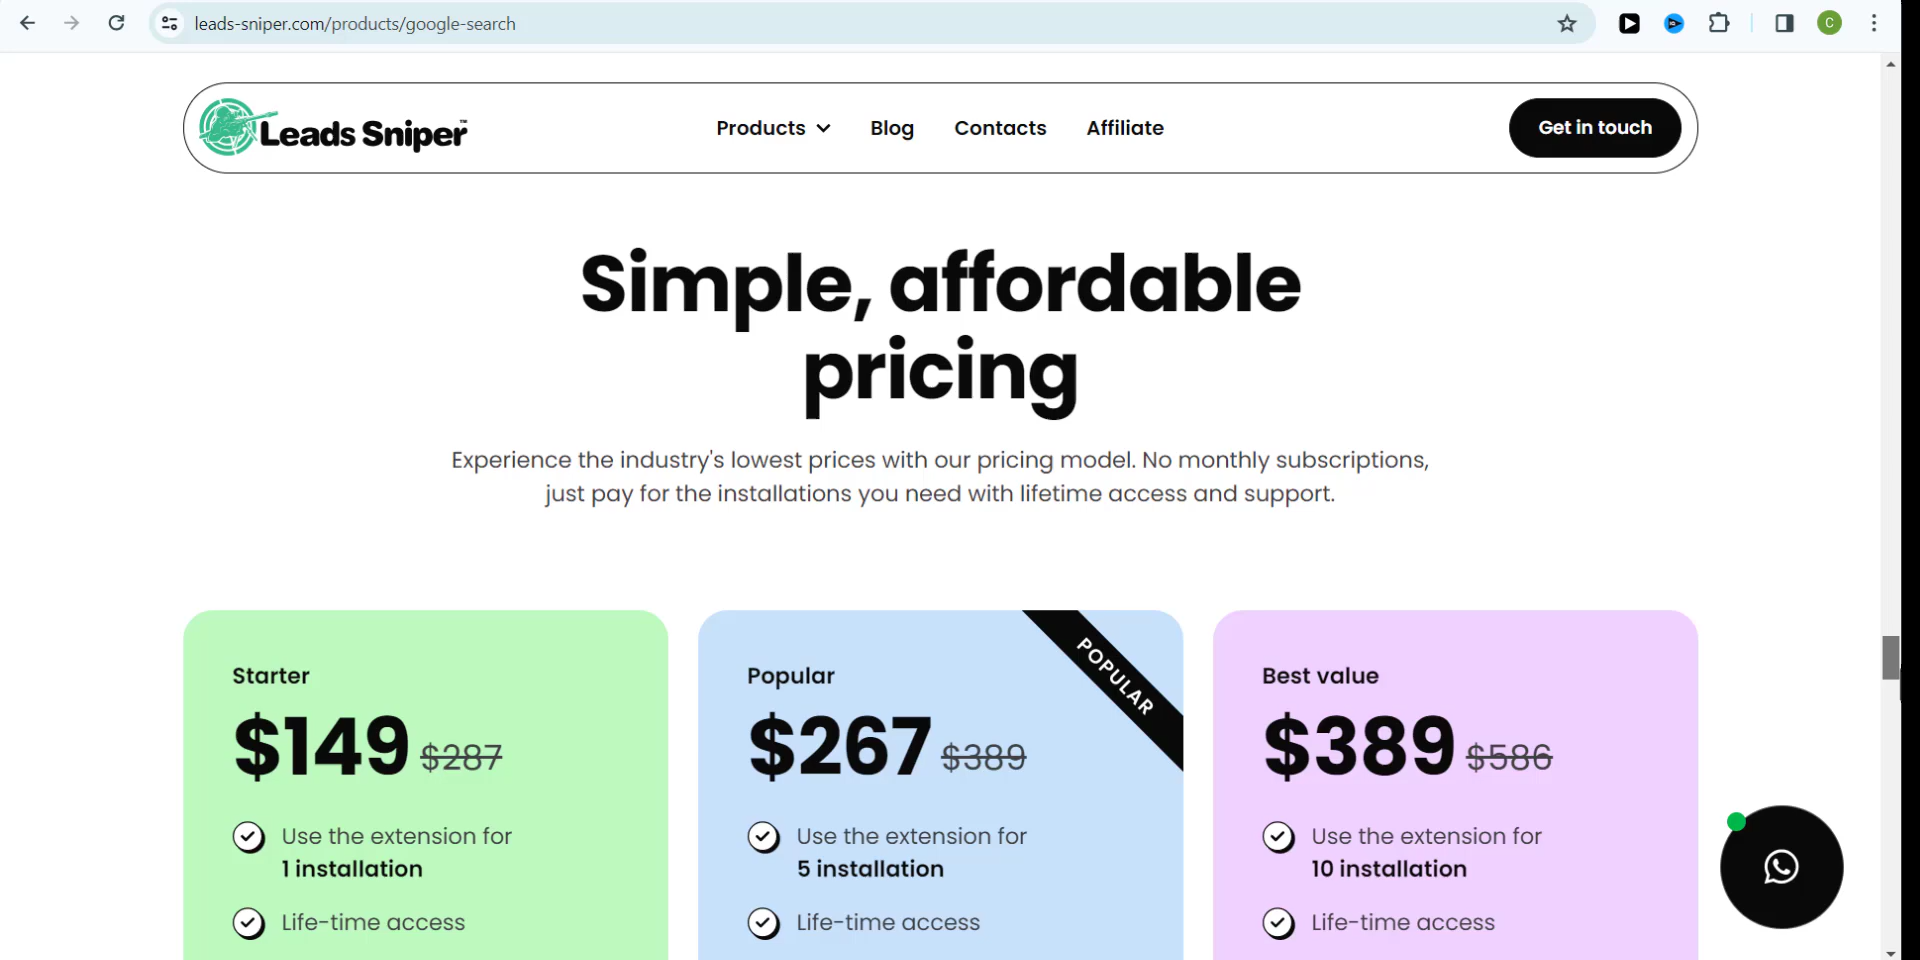 leads-sniper.com/products/google-search
C
Leads Sniper™
Products
Blog
Contacts
Affiliate
Get in touch
Simple, affordable
pricing
Experience the industry's lowest prices with our pricing model. No monthly subscriptions,
just pay for the installations you need with lifetime access and support.
Starter
$149 $287
Use the extension for
1 installation
Life-time access
POPULAR
Popular
$267 $389
Use the extension for
5 installation
Life-time access
Best value
$389 $586
Use the extension for
10 installation
Life-time access